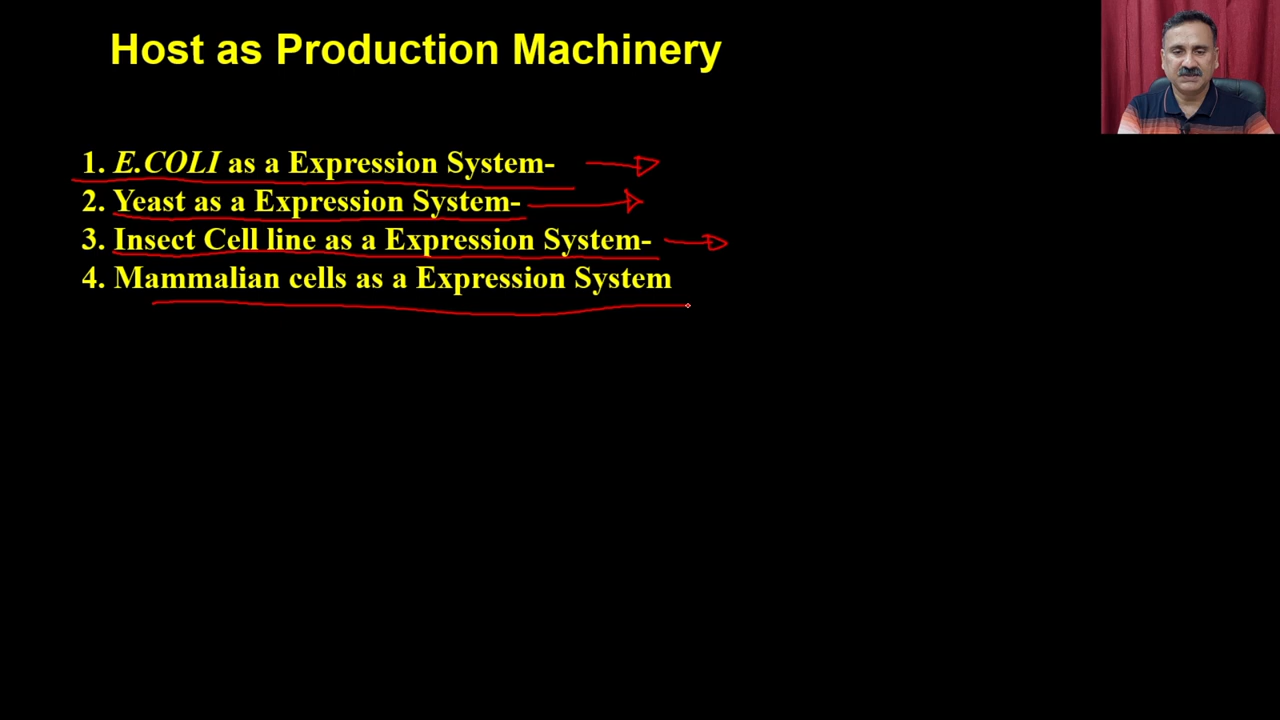 Host as Production Machinery
1. E.COLI as a Expression System-
2. Yeast as a Expression System-
3. Insect Cell line as a Expression System-
4. Mammalian cells as a Expression System